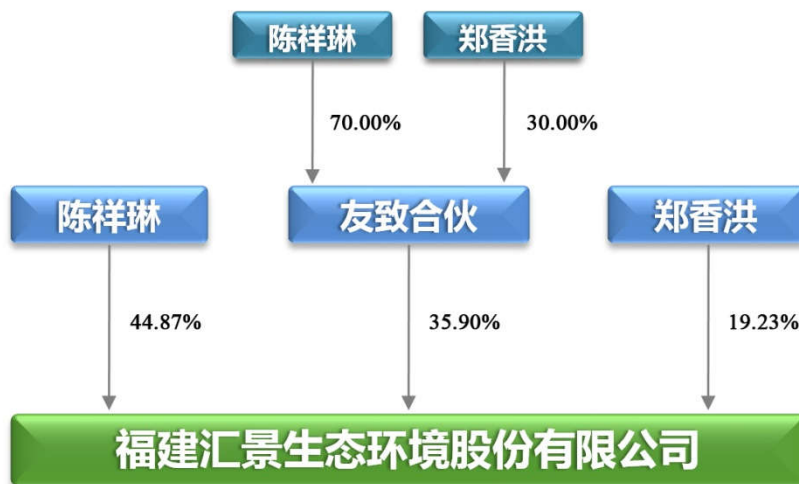 陈祥琳
郑香洪
70.00%
30.00%
陈祥琳
友致合伙
郑香洪
44.87%
35.90%
19.23%
福建汇景生态环境股份有限公司